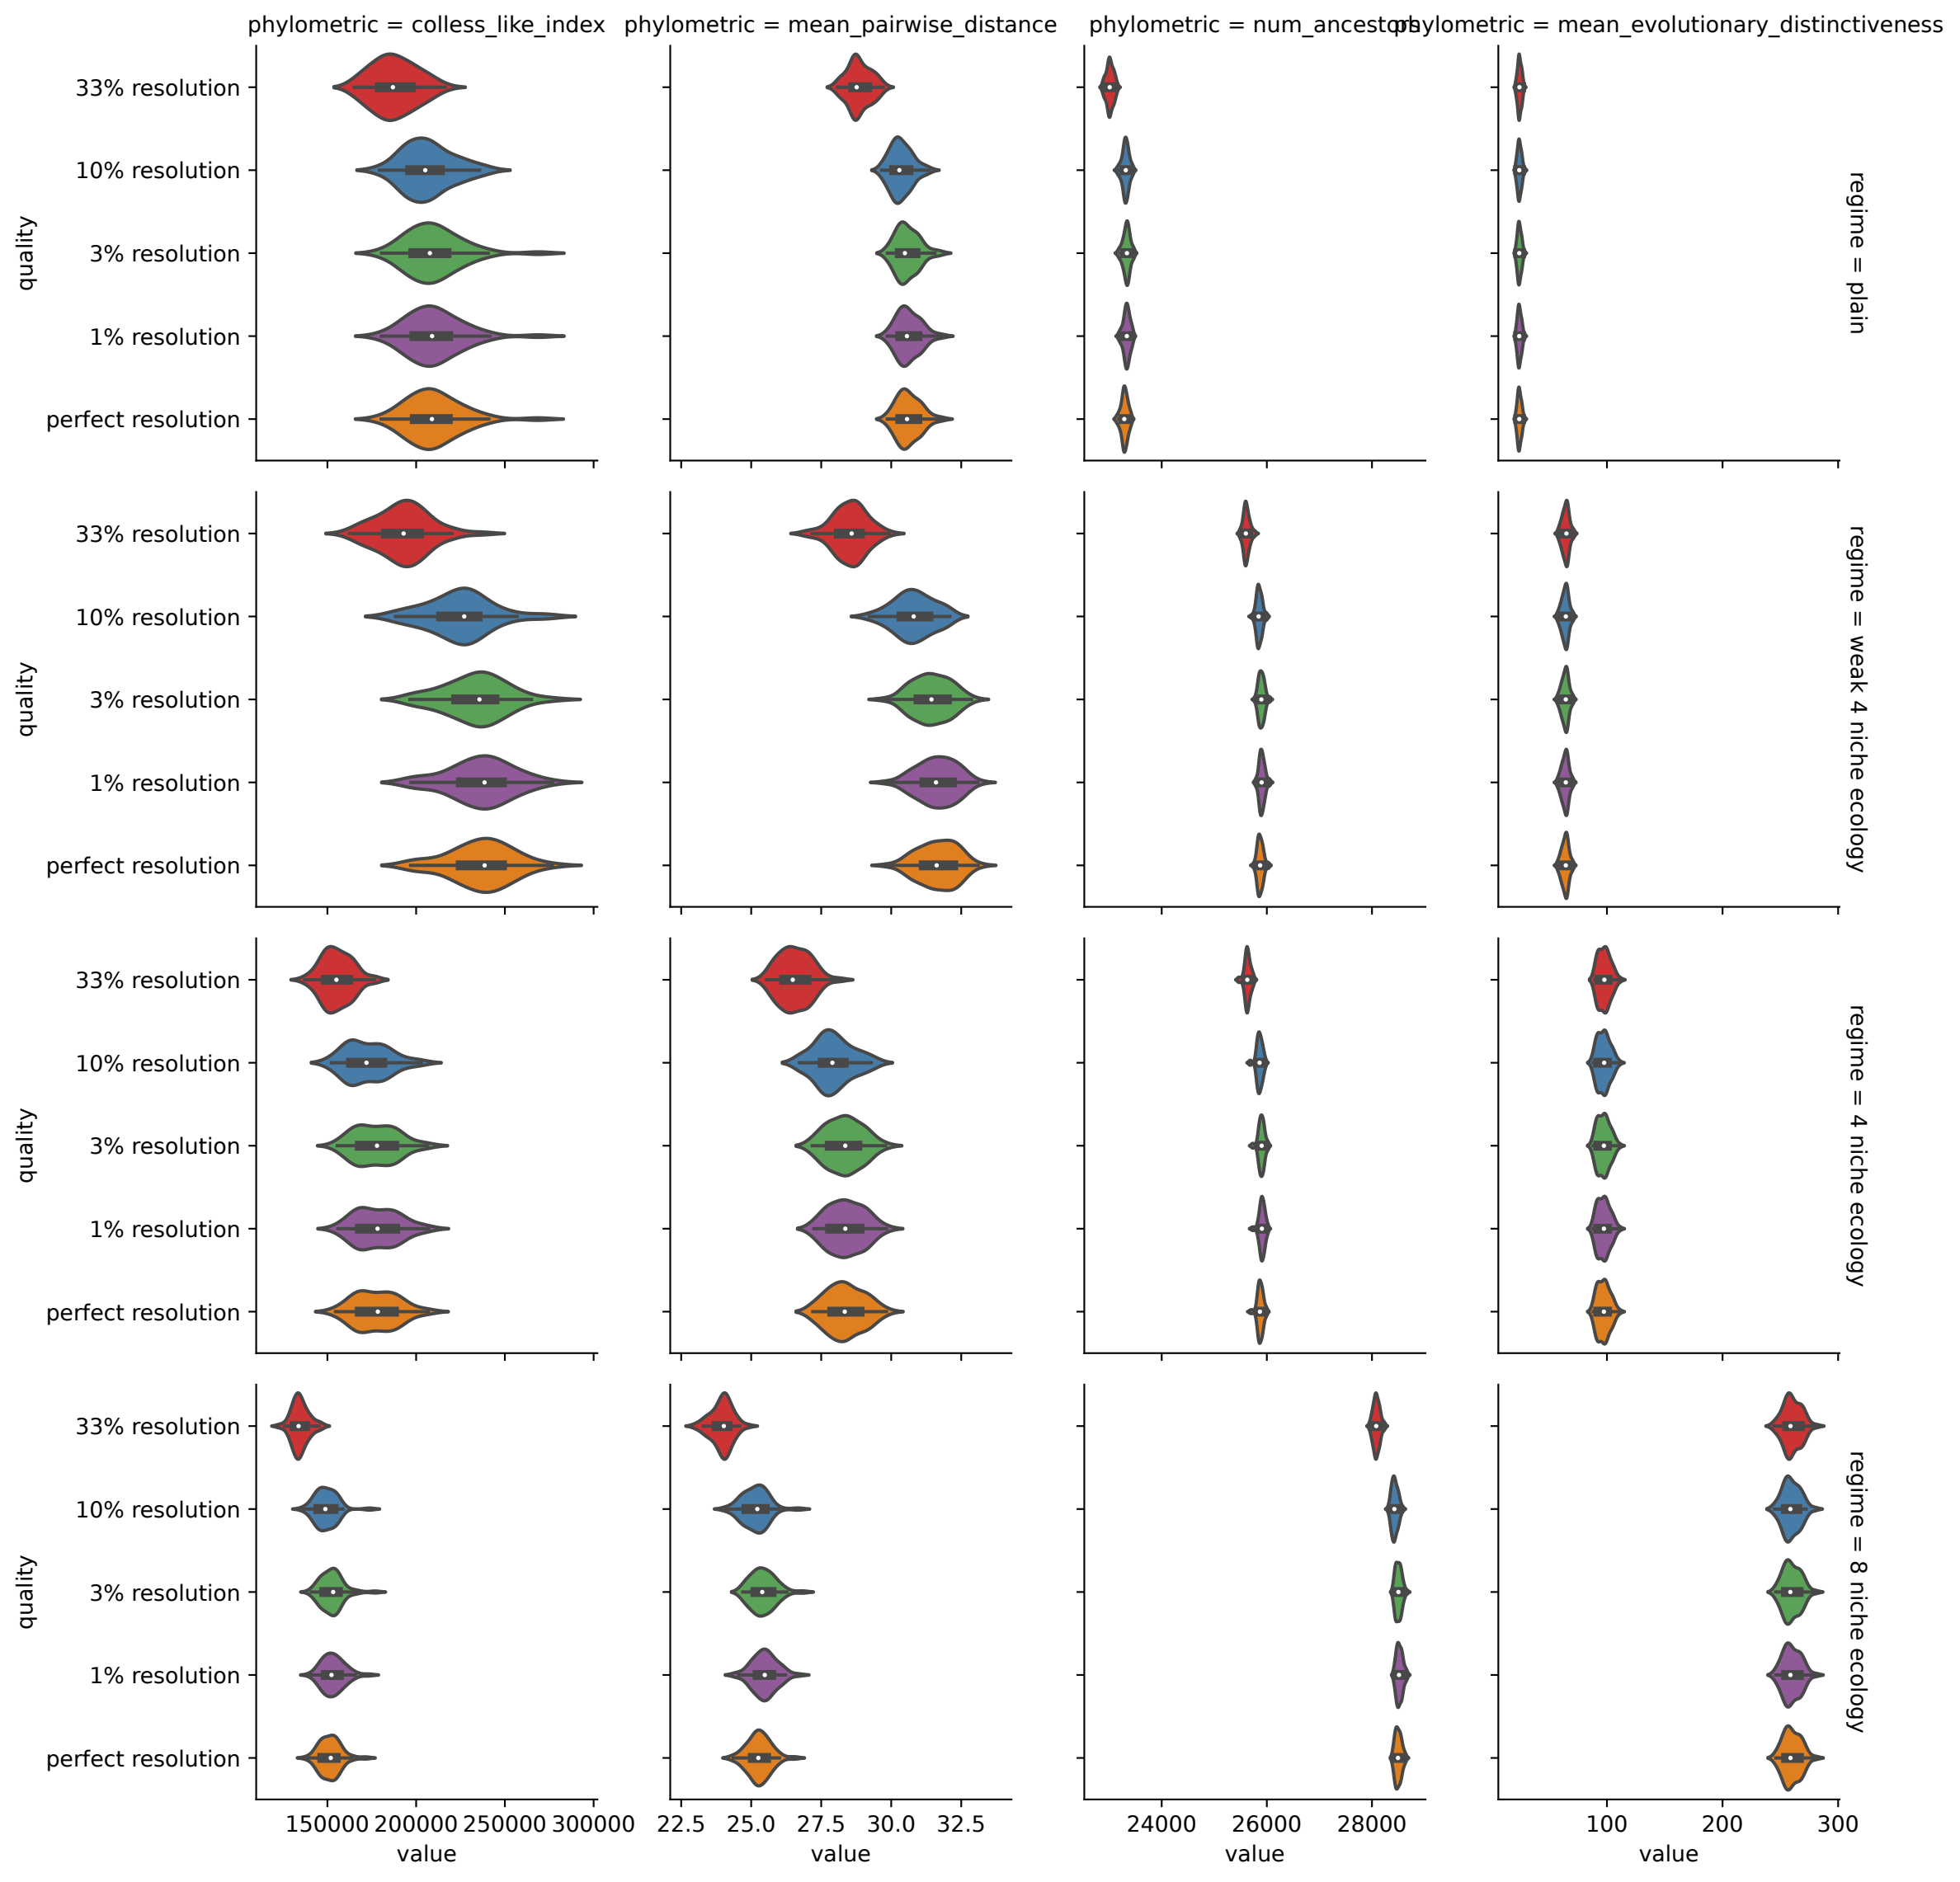 phylometric = colless_like_index
phylometric = mean_pairwise_distance
phylometric = num_ancestors
phylometric = mean_evolutionary_distinctiveness
quality
33% resolution
10% resolution
3% resolution
1% resolution
perfect resolution
regime = plain
quality
33% resolution
10% resolution
3% resolution
1% resolution
perfect resolution
regime = weak 4 niche ecology
quality
33% resolution
10% resolution
3% resolution
1% resolution
perfect resolution
regime = 4 niche ecology
quality
33% resolution
10% resolution
3% resolution
1% resolution
perfect resolution
regime = 8 niche ecology
150000 200000 250000 300000
22.5 25.0 27.5 30.0 32.5
24000 26000 28000
100 200 300
value
value
value
value